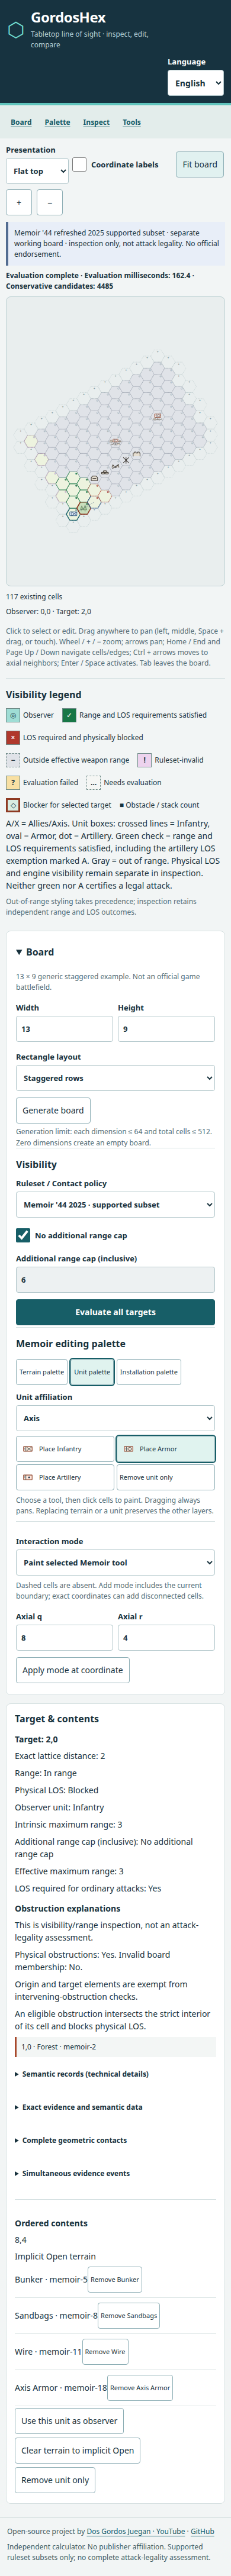 GordosHex
Tabletop line of sight · inspect, edit,
compare
Language
English
Board Palette Inspect Tools
Presentation
Flat top
Coordinate labels
Fit board
+ −
Memoir '44 refreshed 2025 supported subset · separate
working board · inspection only, not attack legality. No official
endorsement.
Evaluation complete · Evaluation milliseconds: 162.4 ·
Conservative candidates: 4485
117 existing cells
Observer: 0,0 · Target: 2,0
Click to select or edit. Drag anywhere to pan (left, middle, Space +
drag, or touch). Wheel / + / − zoom; arrows pan; Home / End and
Page Up / Down navigate cells/edges; Ctrl + arrows move to
axial neighbors; Enter / Space activates. Tab leaves the board.
Visibility legend
◎ Observer ✓ Range and LOS requirements satisfied
× LOS required and physically blocked
− Outside effective weapon range ! Ruleset-invalid
? Evaluation failed … Needs evaluation
◇ Blocker for selected target ■ Obstacle / stack count
A/X = Allies/Axis. Unit boxes: crossed lines = Infantry,
oval = Armor, dot = Artillery. Green check = range and
LOS requirements satisfied, including the artillery LOS
exemption marked A. Gray = out of range. Physical LOS
and engine visibility remain separate in inspection.
Neither green nor A certifies a legal attack.
Out-of-range styling takes precedence; inspection retains
independent range and LOS outcomes.
▼ Board
13 × 9 generic staggered example. Not an official game
battlefield.
Width Height
13 9
Rectangle layout
Staggered rows
Generate board
Generation limit: each dimension ≤ 64 and total cells ≤ 512.
Zero dimensions create an empty board.
Visibility
Ruleset / Contact policy
Memoir '44 2025 · supported subset
No additional range cap
Additional range cap (inclusive)
6
Evaluate all targets
Memoir editing palette
Terrain palette Unit palette Installation palette
Unit affiliation
Axis
Place Infantry Place Armor
Place Artillery Remove unit only
Choose a tool, then click cells to paint. Dragging always
pans. Replacing terrain or a unit preserves the other layers.
Interaction mode
Paint selected Memoir tool
Dashed cells are absent. Add mode includes the current
boundary; exact coordinates can add disconnected cells.
Axial q Axial r
8 4
Apply mode at coordinate
Target & contents
Target: 2,0
Exact lattice distance: 2
Range: In range
Physical LOS: Blocked
Observer unit: Infantry
Intrinsic maximum range: 3
Additional range cap (inclusive): No additional
range cap
Effective maximum range: 3
LOS required for ordinary attacks: Yes
Obstruction explanations
This is visibility/range inspection, not an attack-
legality assessment.
Physical obstructions: Yes. Invalid board
membership: No.
Origin and target elements are exempt from
intervening-obstruction checks.
An eligible obstruction intersects the strict interior
of its cell and blocks physical LOS.
1,0 · Forest · memoir-2
▶ Semantic records (technical details)
▶ Exact evidence and semantic data
▶ Complete geometric contacts
▶ Simultaneous evidence events
Ordered contents
8,4
Implicit Open terrain
Bunker · memoir-5 Remove Bunker
Sandbags · memoir-8 Remove Sandbags
Wire · memoir-11 Remove Wire
Axis Armor · memoir-18 Remove Axis Armor
Use this unit as observer
Clear terrain to implicit Open
Remove unit only
Open-source project by Dos Gordos Juegan · YouTube · GitHub
Independent calculator. No publisher affiliation. Supported
ruleset subsets only; no complete attack-legality assessment.